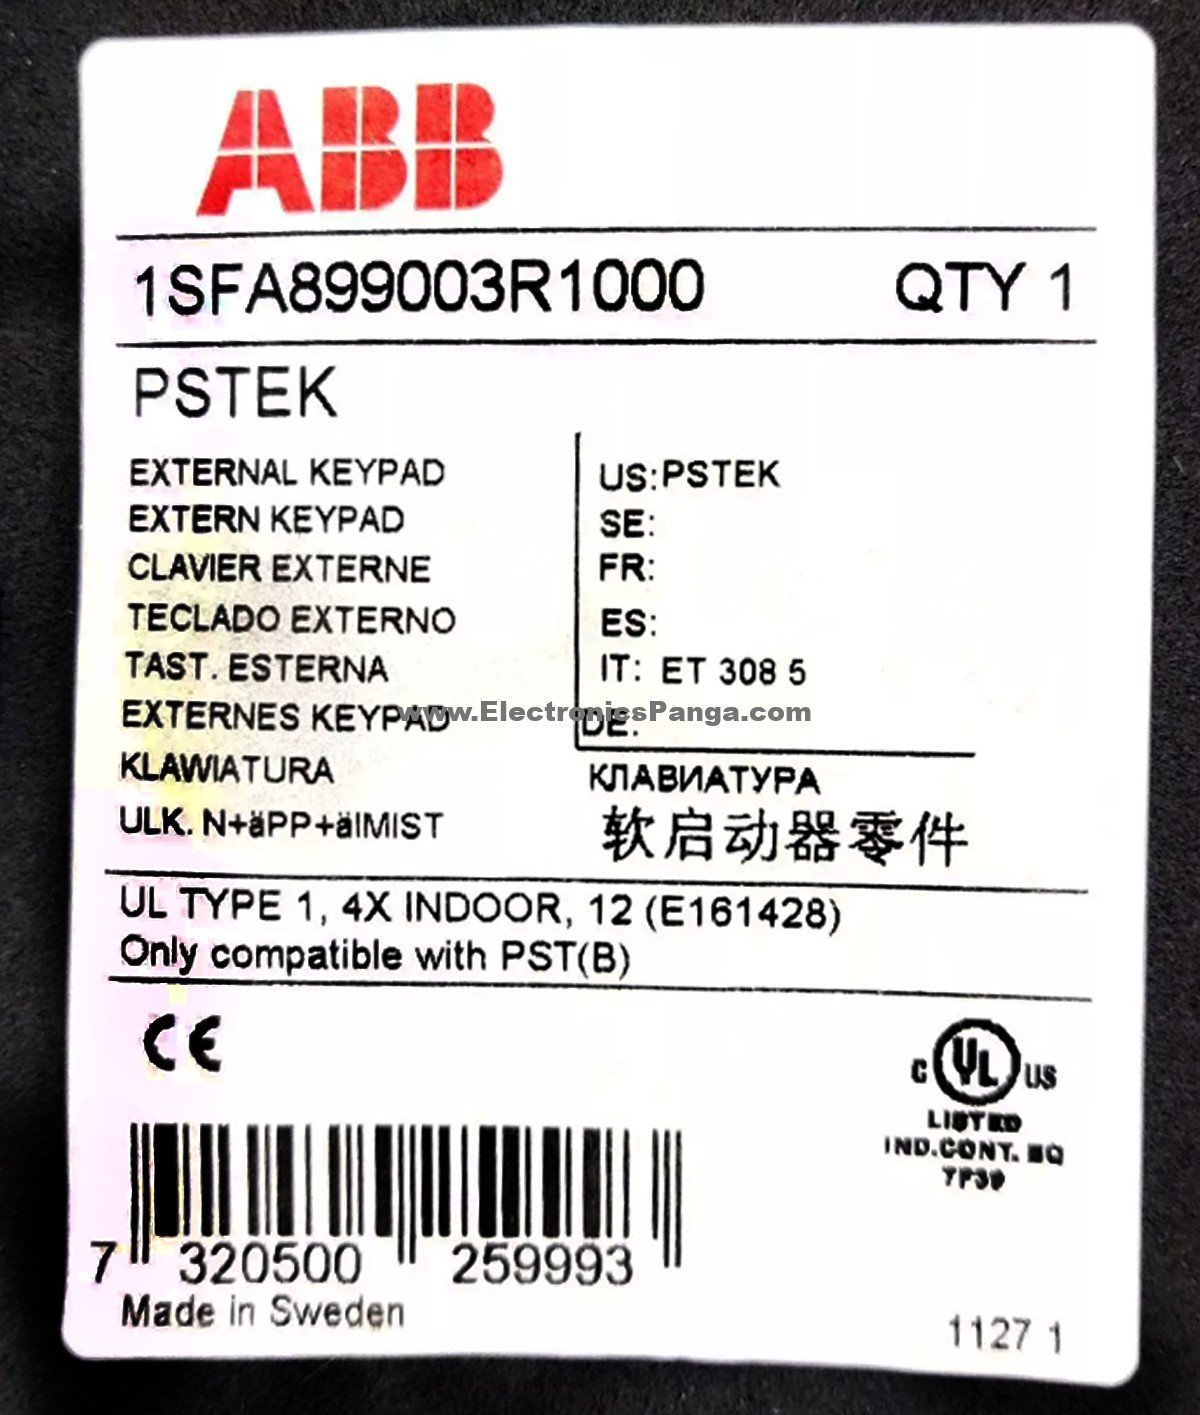 ABB
1SFA899003R1000 QTY 1
PSTEK
EXTERNAL KEYPAD
EXTERN KEYPAD
CLAVIER EXTERNE
TECLADO EXTERNO
TAST. ESTERNA
EXTERNES KEYPAD
KLAWIATURA
ULK. N+äPP+äIMIST
US:PSTEK
SE:
FR:
ES:
IT: ET 308 5
DE:
КЛАВИАТУРА
软启动器零件
www.ElectronicsPanga.com
UL TYPE 1, 4X INDOOR, 12 (E161428)
Only compatible with PST(B)
CE
C UL US
LISTED
IND.CONT. EQ
7320500 259993
Made in Sweden
1127 1